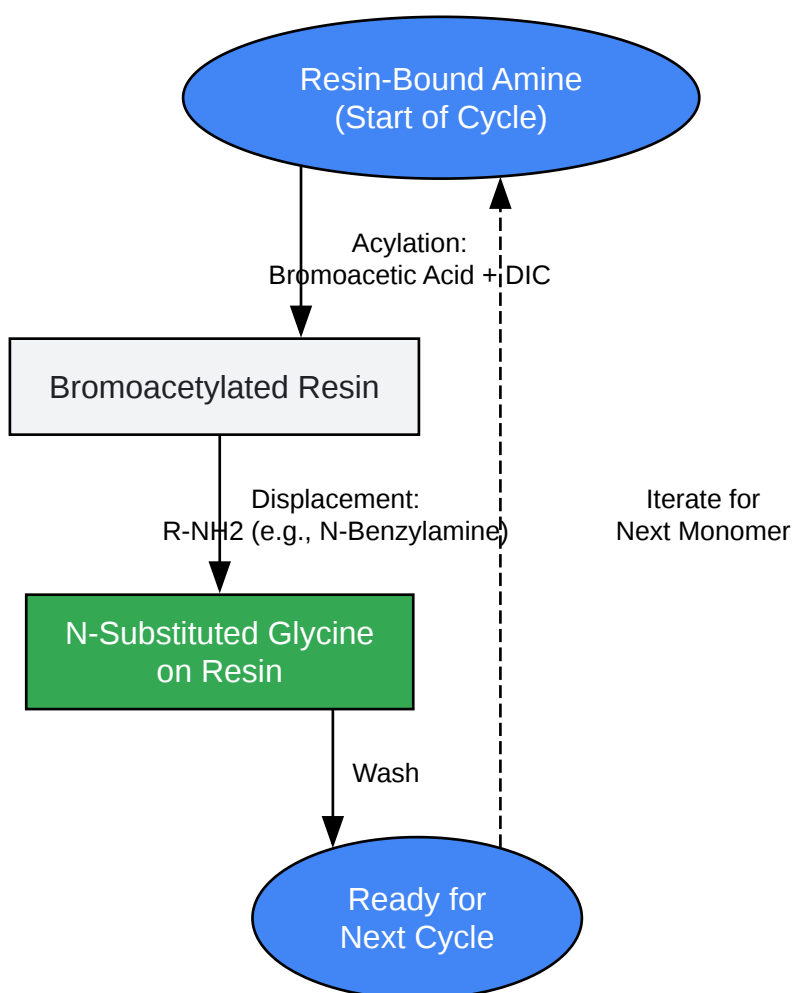 Resin-Bound Amine
(Start of Cycle)
Acylation:
Bromoacetic Acid + DIC
Bromoacetylated Resin
Displacement:
R-NH2 (e.g., N-Benzylamine)
Iterate for
Next Monomer
N-Substituted Glycine
on Resin
Wash
Ready for
Next Cycle